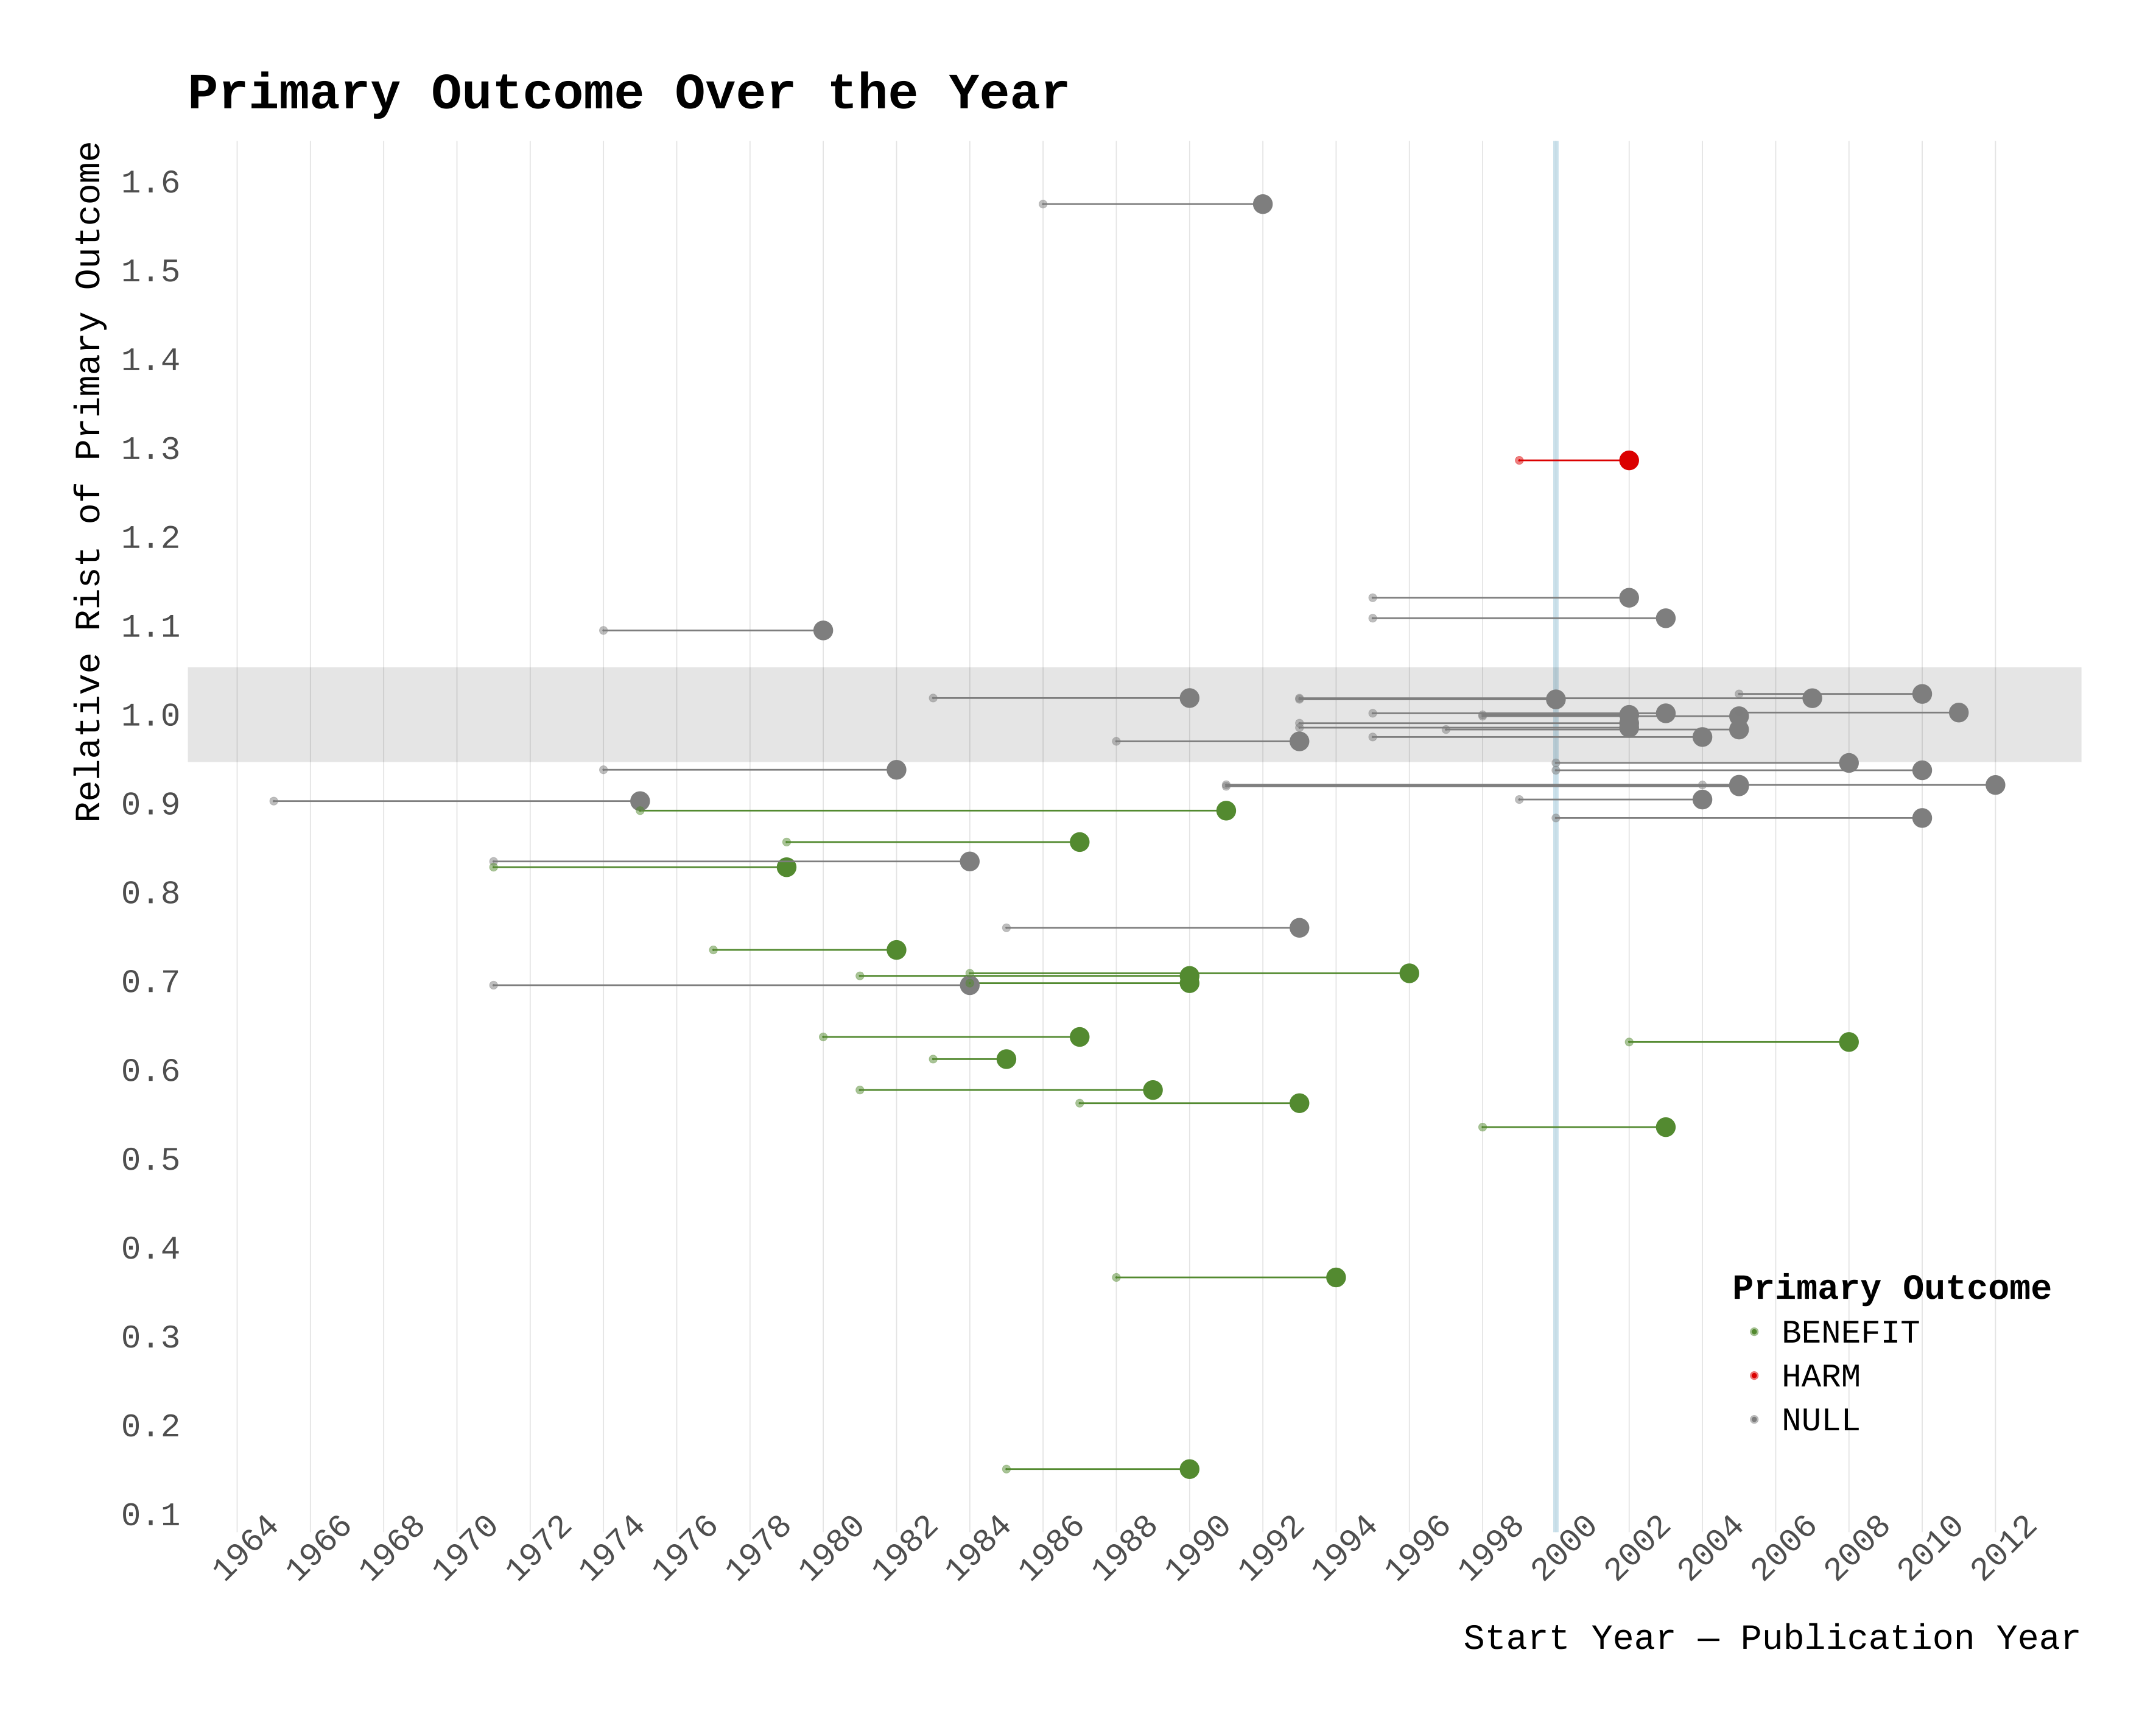 Primary Outcome Over the Year
Relative Rist of Primary Outcome
1.6
1.5
1.4
1.3
1.2
1.1
1.0
0.9
0.8
0.7
0.6
0.5
0.4
0.3
0.2
0.1
Primary Outcome
BENEFIT
HARM
NULL
1964 1966 1968 1970 1972 1974 1976 1978 1980 1982 1984 1986 1988 1990 1992 1994 1996 1998 2000 2002 2004 2006 2008 2010 2012
Start Year — Publication Year